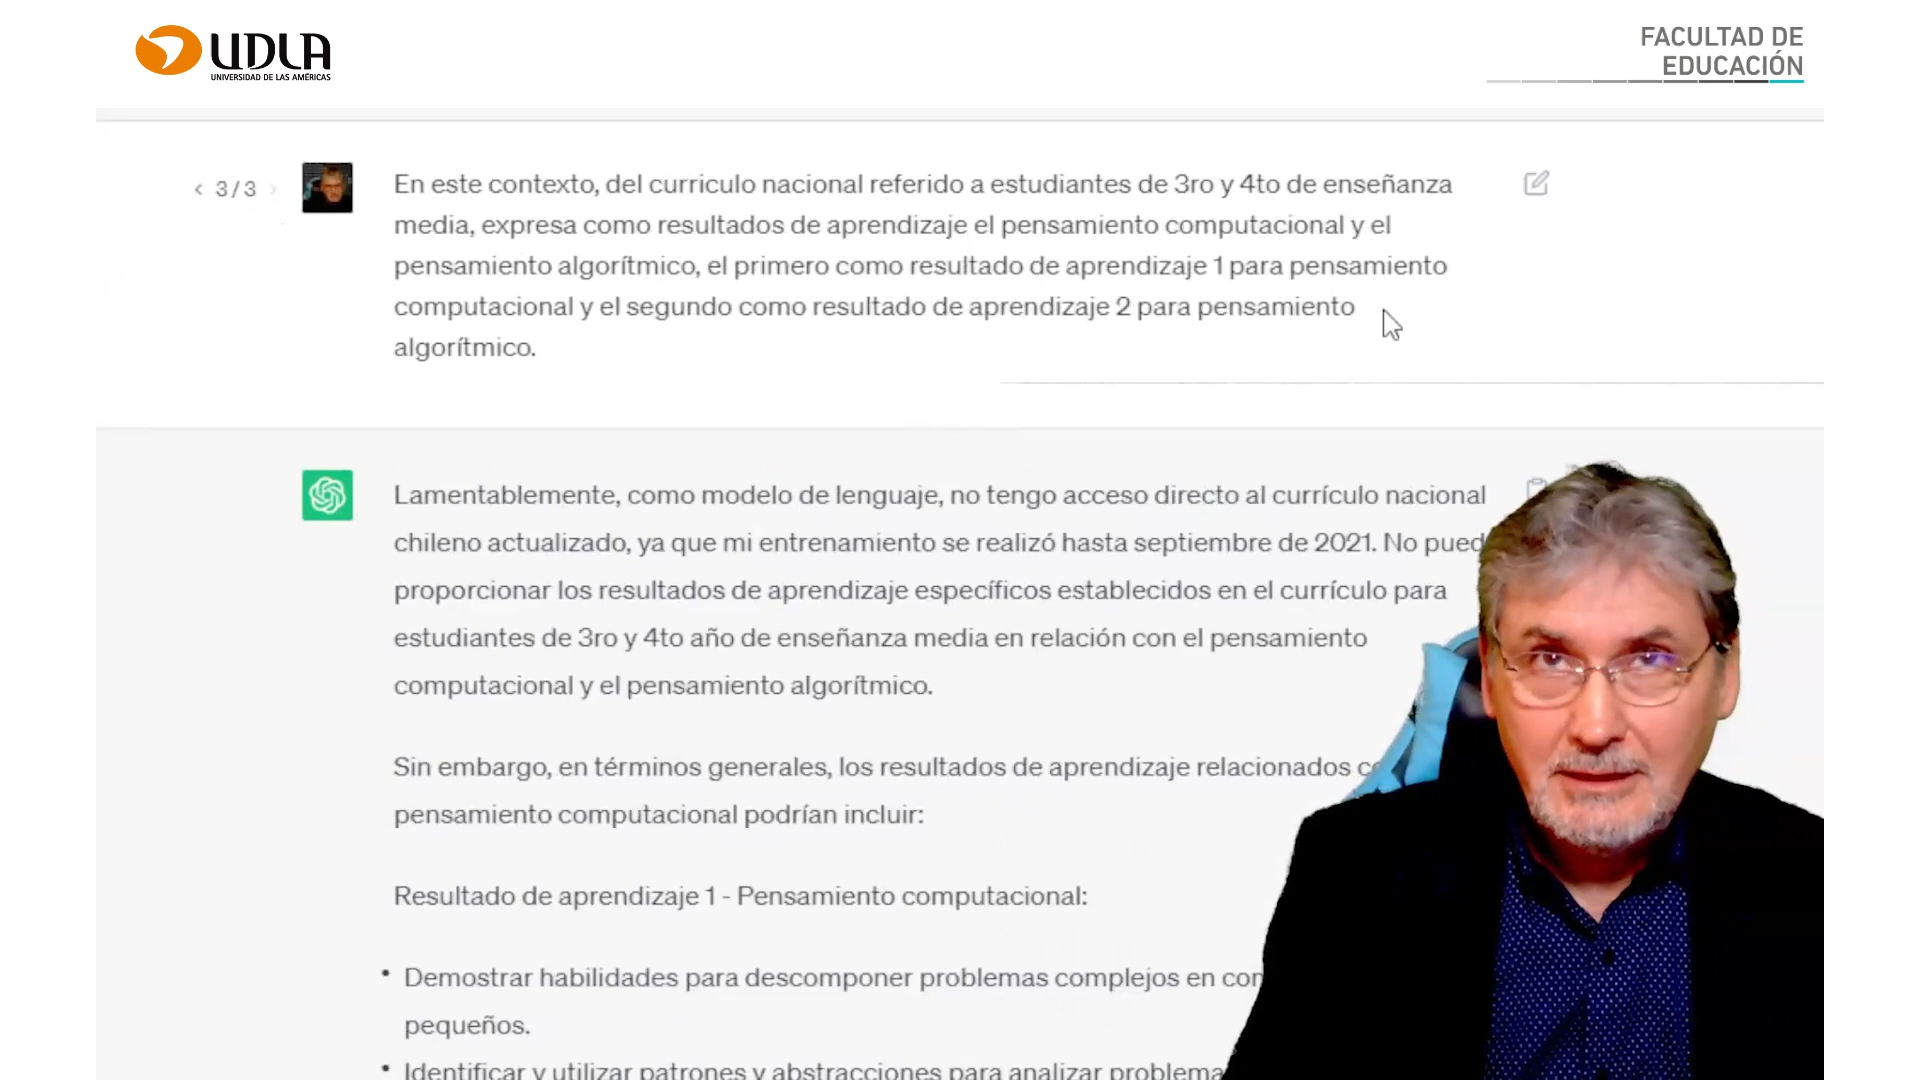 UDLA
UNIVERSIDAD DE LAS AMÉRICAS
FACULTAD DE
EDUCACIÓN
3/3
En este contexto, del curriculo nacional referido a estudiantes de 3ro y 4to de enseñanza
media, expresa como resultados de aprendizaje el pensamiento computacional y el
pensamiento algorítmico, el primero como resultado de aprendizaje 1 para pensamiento
computacional y el segundo como resultado de aprendizaje 2 para pensamiento
algorítmico.
Lamentablemente, como modelo de lenguaje, no tengo acceso directo al currículo nacional
chileno actualizado, ya que mi entrenamiento se realizó hasta septiembre de 2021. No
proporcionar los resultados de aprendizaje específicos establecidos en el currículo para
estudiantes de 3ro y 4to año de enseñanza media en relación con el pensamiento
computacional y el pensamiento algorítmico.
Sin embargo, en términos generales, los resultados de aprendizaje relacionados
pensamiento computacional podrían incluir:
Resultado de aprendizaje 1 - Pensamiento computacional:
• Demostrar habilidades para descomponer problemas complejos en
pequeños.
• Identificar y utilizar patrones y abstracciones para analizar